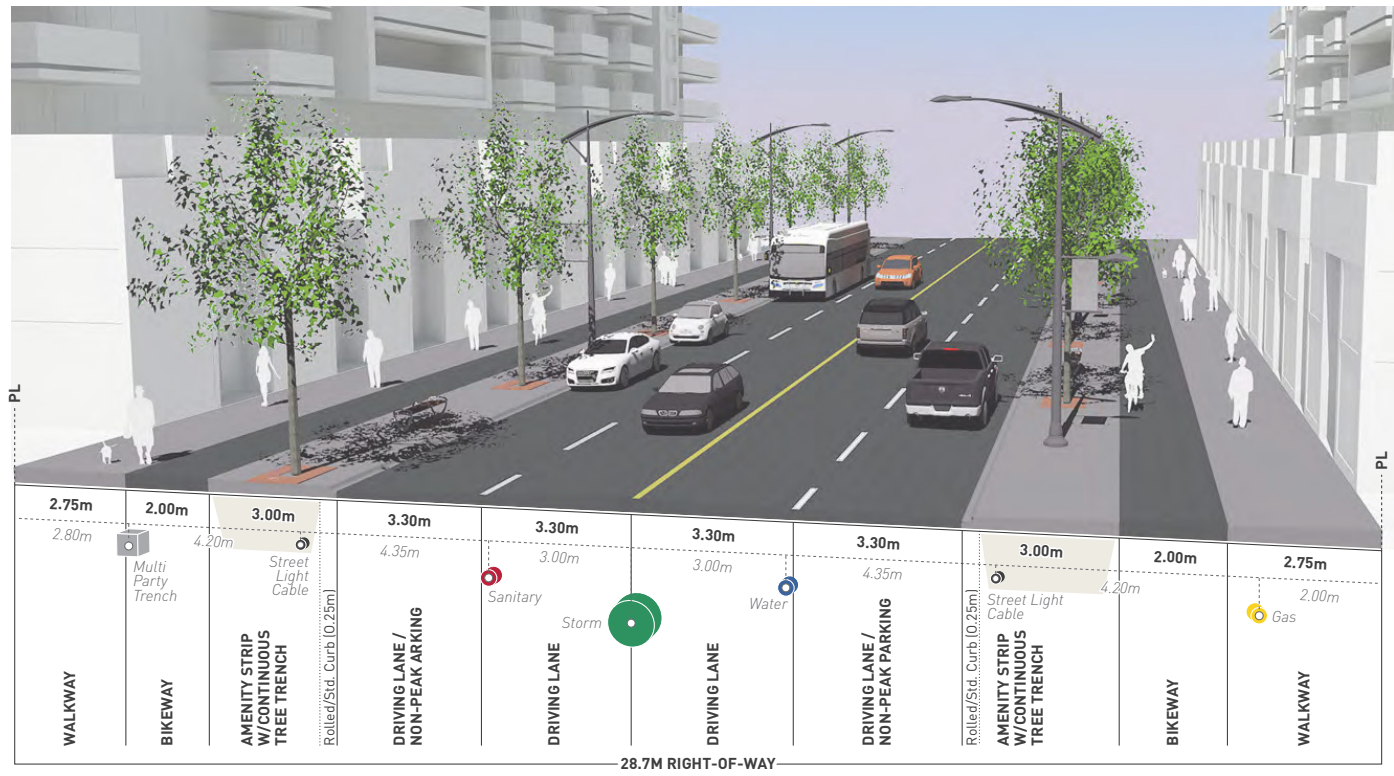 PL
PL
2.75m
2.00m
3.00m
3.30m
3.30m
3.30m
3.30m
3.00m
2.00m
2.75m
2.80m
4.20m
4.35m
3.00m
3.00m
4.35m
4.20m
2.00m
Multi
Party
Trench
Street
Light
Cable
Sanitary
Storm
Water
Street Light
Cable
Gas
WALKWAY
BIKEWAY
AMENITY STRIP
W/CONTINUOUS
TREE TRENCH
Rolled/Std. Curb (0.25m)
DRIVING LANE /
NON-PEAK ARKING
DRIVING LANE
DRIVING LANE
DRIVING LANE /
NON-PEAK PARKING
Rolled/Std. Curb (0.25m)
AMENITY STRIP
W/CONTINUOUS
TREE TRENCH
BIKEWAY
WALKWAY
28.7M RIGHT-OF-WAY